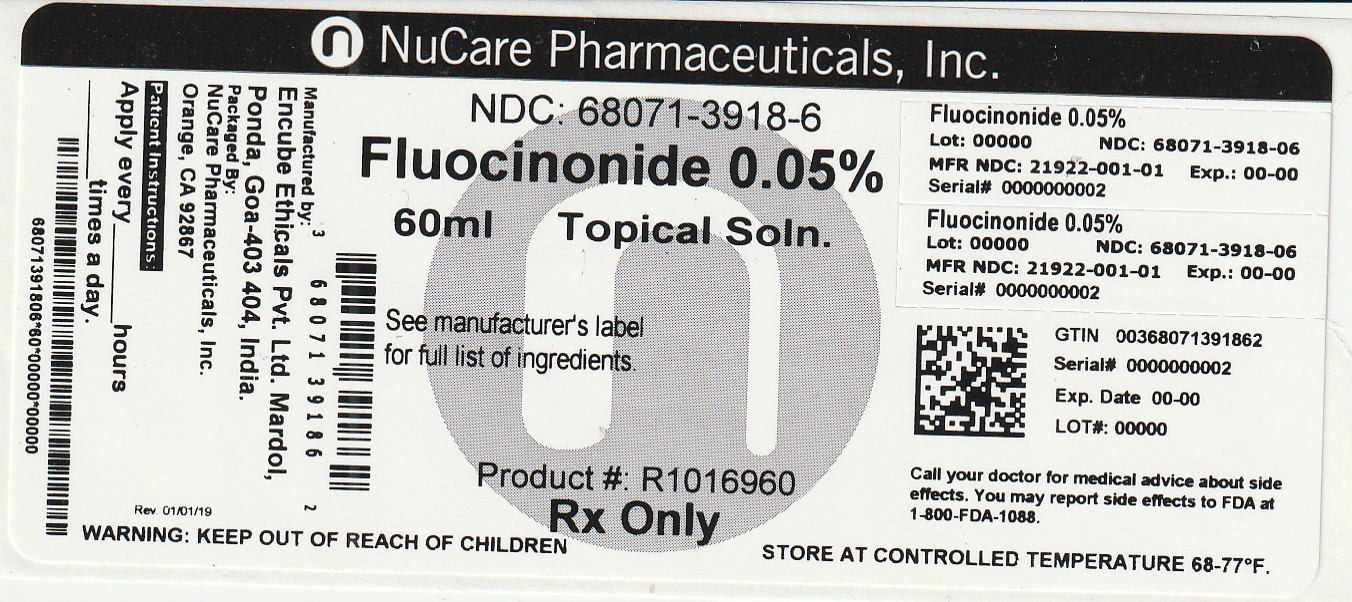 n NuCare Pharmaceuticals, Inc.
NDC: 68071-3918-6
Fluocinonide 0.05%
60ml Topical Soln.
See manufacturer's label
for full list of ingredients.
Product #: R1016960
Rx Only
Manufactured by:
Encube Ethicals Pvt. Ltd. Mardol,
Ponda, Goa-403 404, India.
Packaged By:
NuCare Pharmaceuticals, Inc.
Orange, CA 92867
Patient Instructions:
Apply every______hours
______times a day.
68071391806*60*00000*00000
3 68071 39186 2
Rev. 01/01/19
WARNING: KEEP OUT OF REACH OF CHILDREN
Fluocinonide 0.05%
Lot: 00000 NDC: 68071-3918-06
MFR NDC: 21922-001-01 Exp.: 00-00
Serial# 0000000002
Fluocinonide 0.05%
Lot: 00000 NDC: 68071-3918-06
MFR NDC: 21922-001-01 Exp.: 00-00
Serial# 0000000002
GTIN 00368071391862
Serial# 0000000002
Exp. Date 00-00
LOT#: 00000
Call your doctor for medical advice about side
effects. You may report side effects to FDA at
1-800-FDA-1088.
STORE AT CONTROLLED TEMPERATURE 68-77°F.